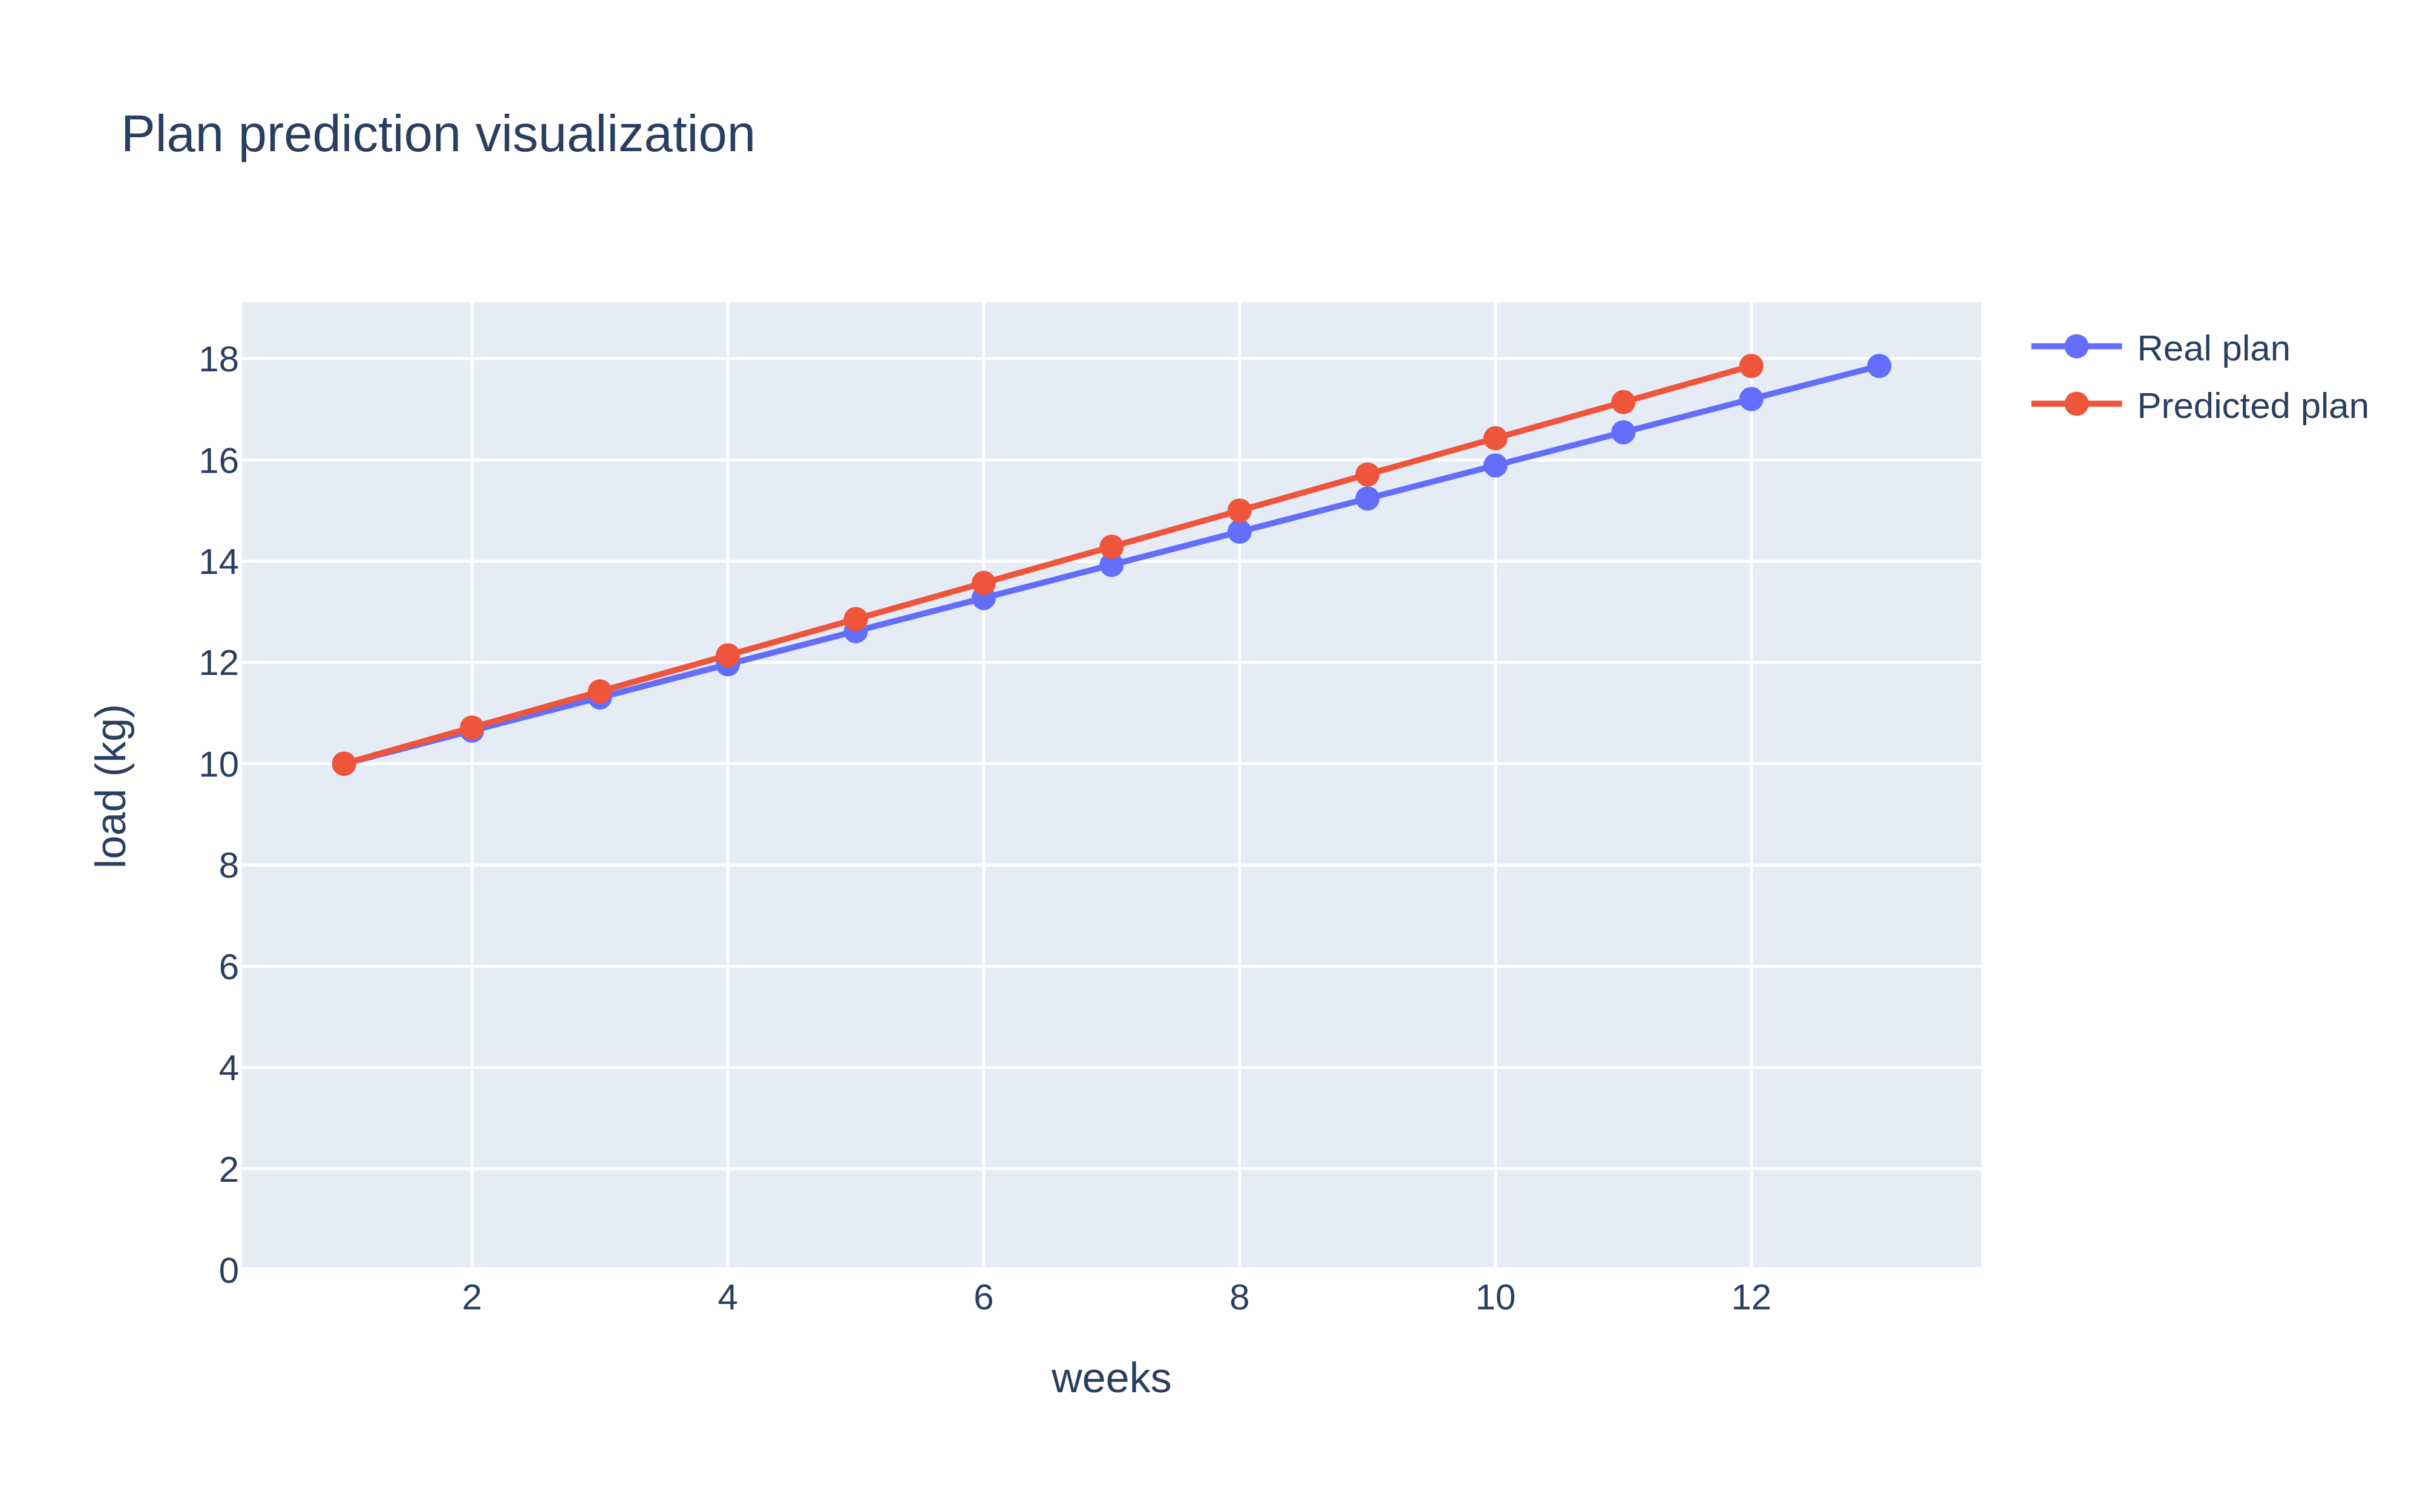 Plan prediction visualization
Real plan
Predicted plan
18
16
14
12
10
8
6
4
2
0
load (kg)
2 4 6 8 10 12
weeks